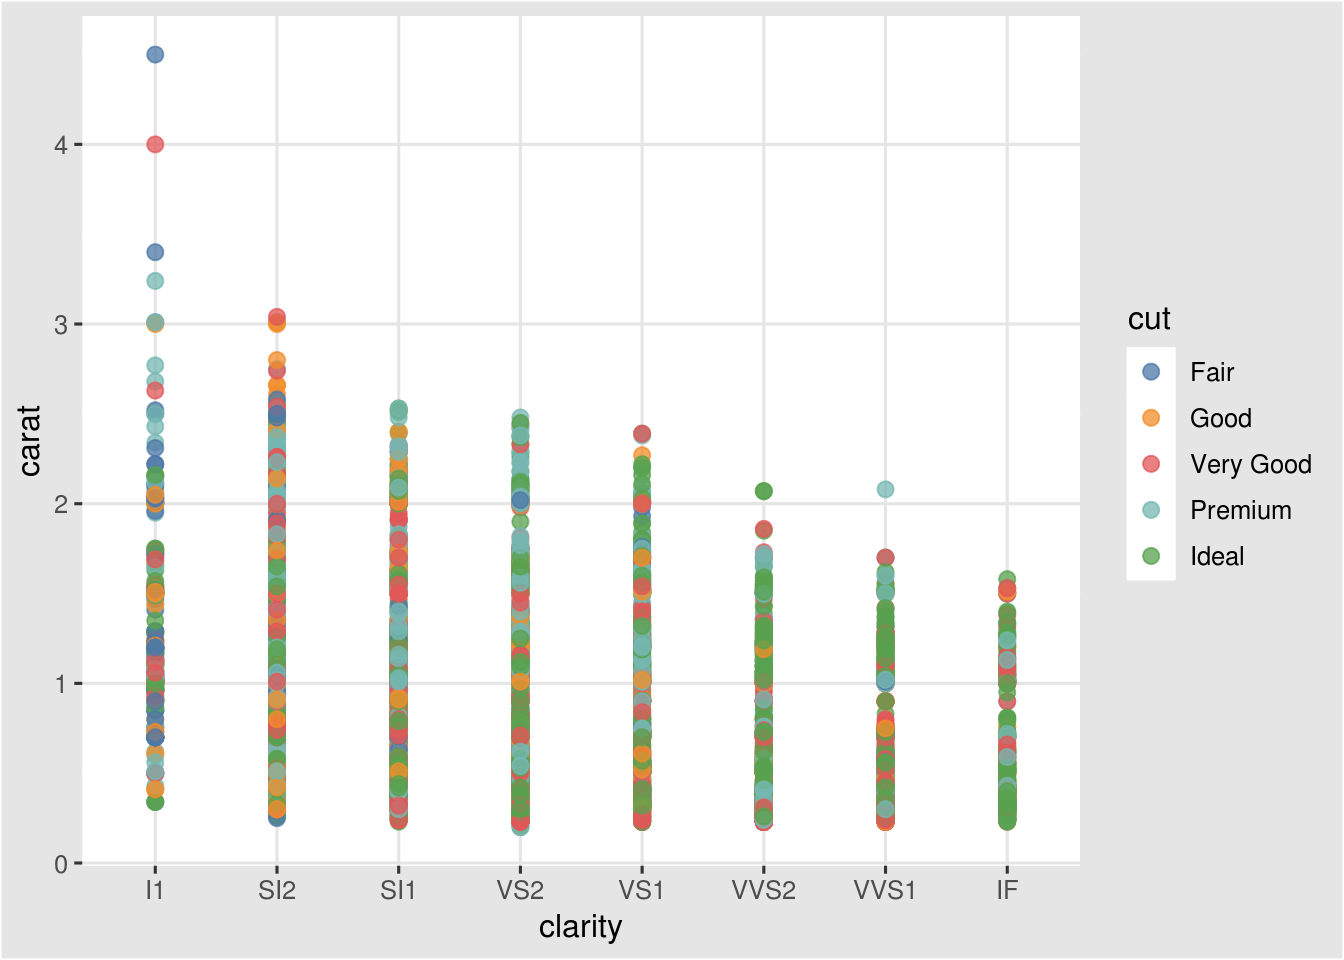 carat
4
3
2
1
0
I1 SI2 SI1 VS2 VS1 VVS2 VVS1 IF
clarity
cut
Fair
Good
Very Good
Premium
Ideal